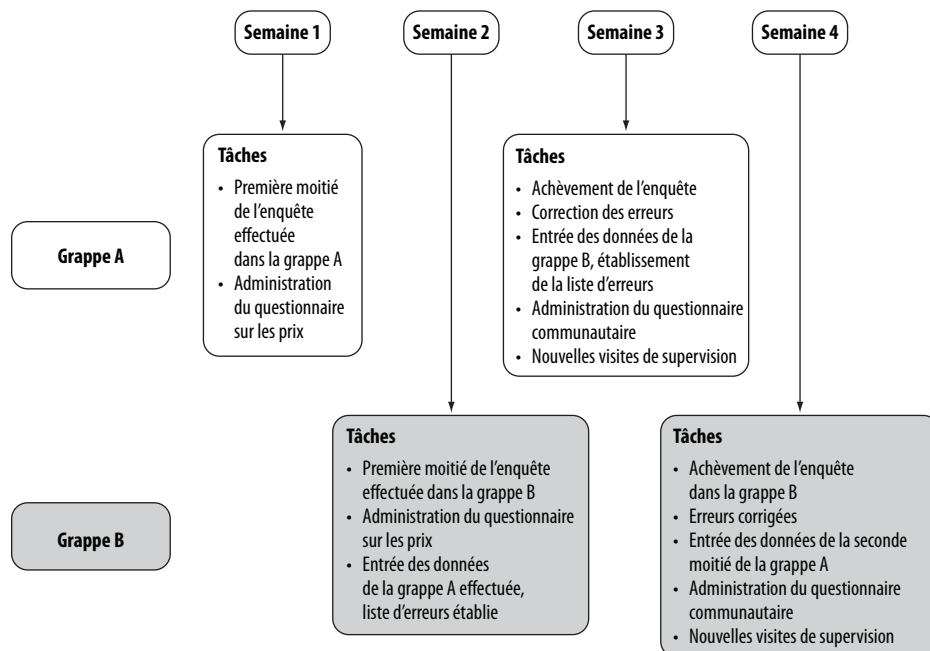 Semaine 1
Semaine 2
Semaine 3
Semaine 4
Grappe A
Tâches
• Première moitié
de l’enquête
effectuée
dans la grappe A
• Administration
du questionnaire
sur les prix
Tâches
• Achèvement de l’enquête
• Correction des erreurs
• Entrée des données de la
grappe B, établissement
de la liste d’erreurs
• Administration du questionnaire
communautaire
• Nouvelles visites de supervision
Grappe B
Tâches
• Première moitié de l’enquête
effectuée dans la grappe B
• Administration du questionnaire
sur les prix
• Entrée des données
de la grappe A effectuée,
liste d’erreurs établie
Tâches
• Achèvement de l’enquête
dans la grappe B
• Erreurs corrigées
• Entrée des données de la seconde
moitié de la grappe A
• Administration du questionnaire
communautaire
• Nouvelles visites de supervision